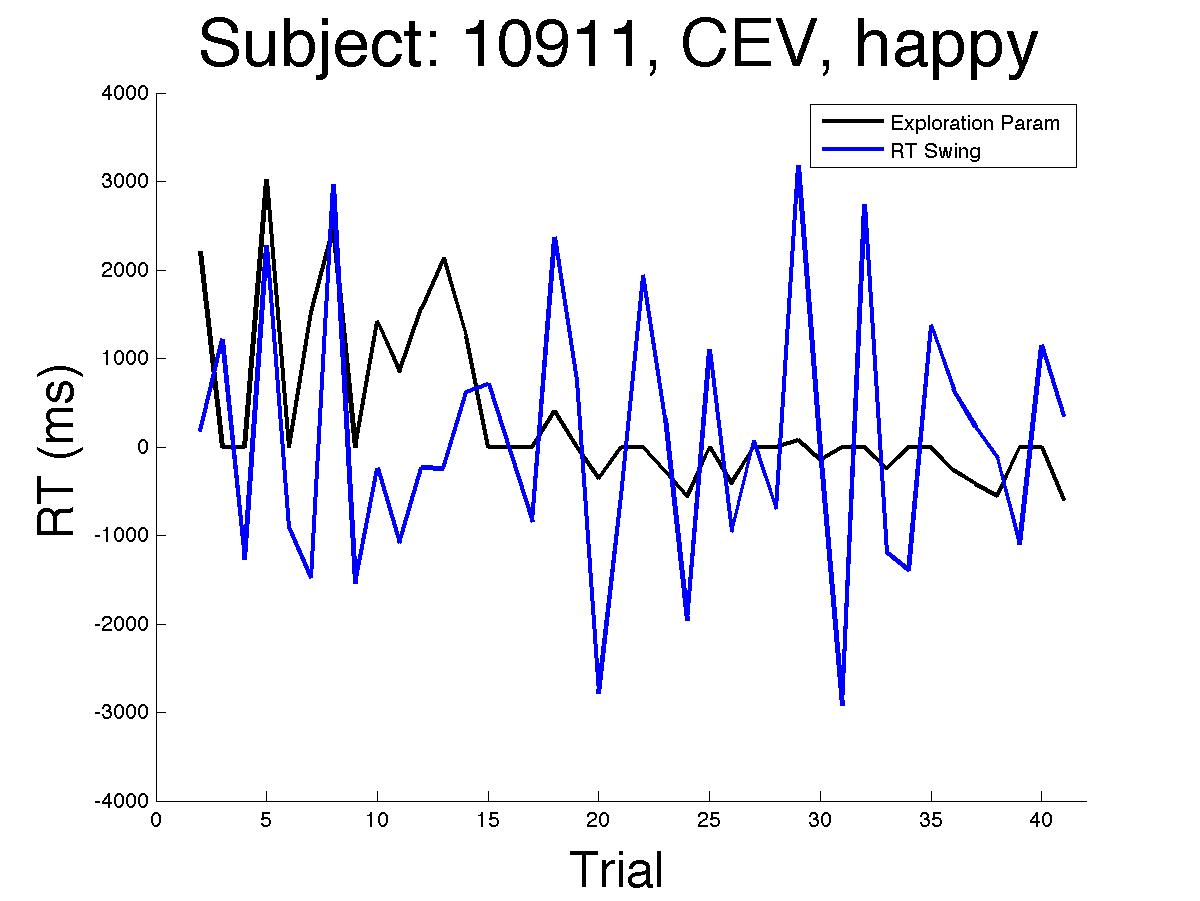 Subject: 10911, CEV, happy
4000
3000
2000
1000
0
-1000
-2000
-3000
-4000
RT (ms)
Exploration Param
RT Swing
0 5 10 15 20 25 30 35 40
Trial